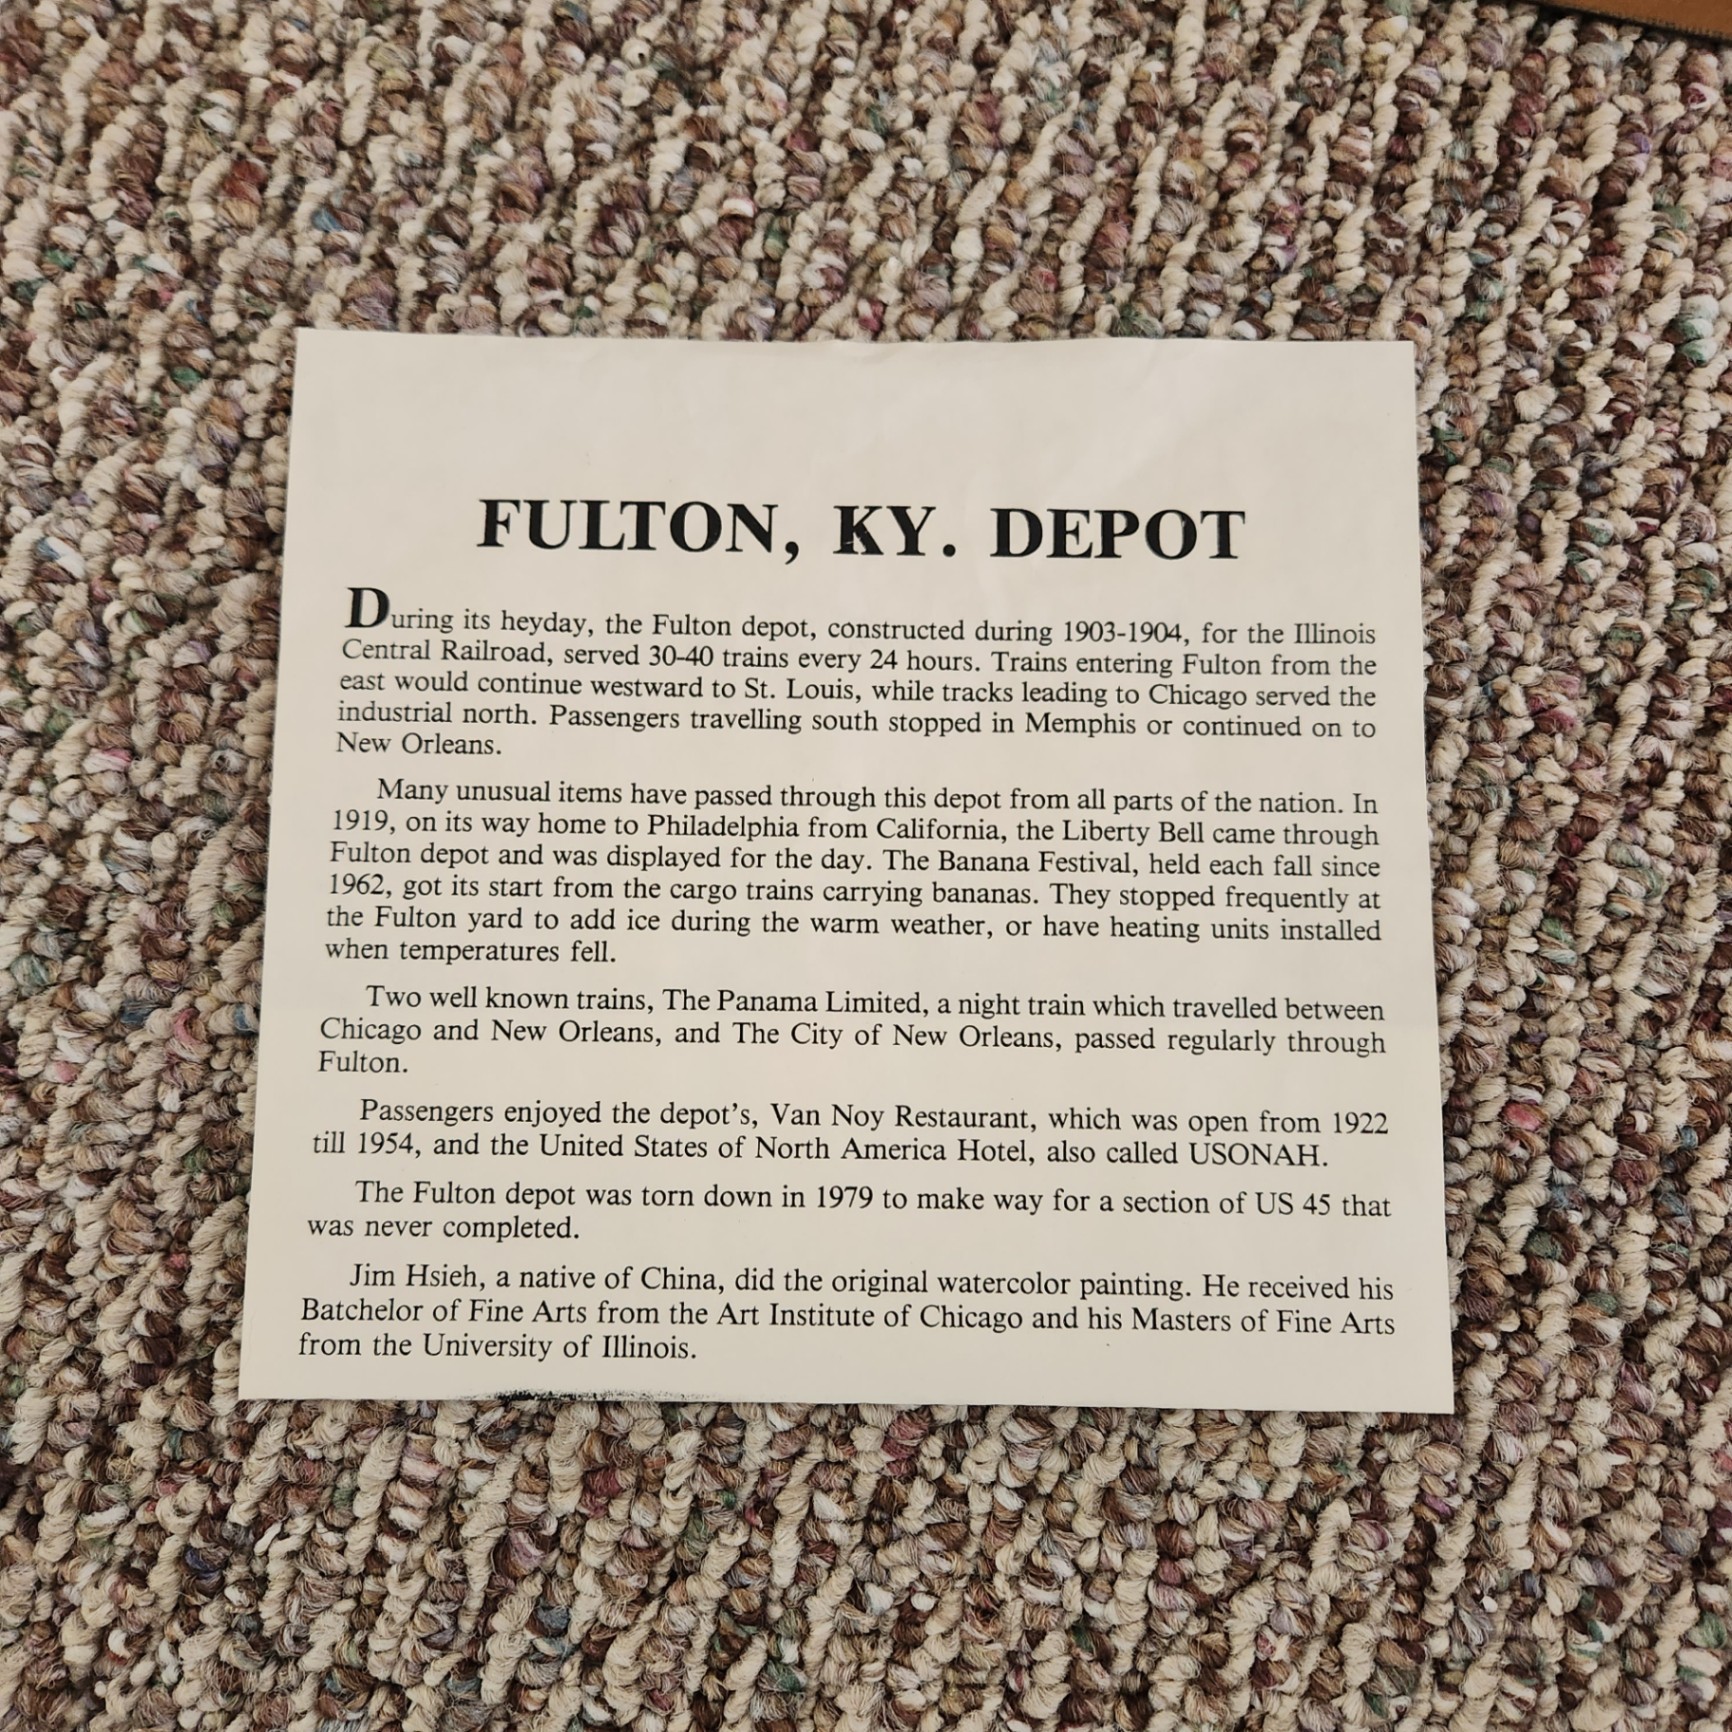 FULTON, KY. DEPOT
During its heyday, the Fulton depot, constructed during 1903-1904, for the Illinois
Central Railroad, served 30-40 trains every 24 hours. Trains entering Fulton from the
east would continue westward to St. Louis, while tracks leading to Chicago served the
industrial north. Passengers travelling south stopped in Memphis or continued on to
New Orleans.
Many unusual items have passed through this depot from all parts of the nation. In
1919, on its way home to Philadelphia from California, the Liberty Bell came through
Fulton depot and was displayed for the day. The Banana Festival, held each fall since
1962, got its start from the cargo trains carrying bananas. They stopped frequently at
the Fulton yard to add ice during the warm weather, or have heating units installed
when temperatures fell.
Two well known trains, The Panama Limited, a night train which travelled between
Chicago and New Orleans, and The City of New Orleans, passed regularly through
Fulton.
Passengers enjoyed the depot's, Van Noy Restaurant, which was open from 1922
till 1954, and the United States of North America Hotel, also called USONAH.
The Fulton depot was torn down in 1979 to make way for a section of US 45 that
was never completed.
Jim Hsieh, a native of China, did the original watercolor painting. He received his
Batchelor of Fine Arts from the Art Institute of Chicago and his Masters of Fine Arts
from the University of Illinois.